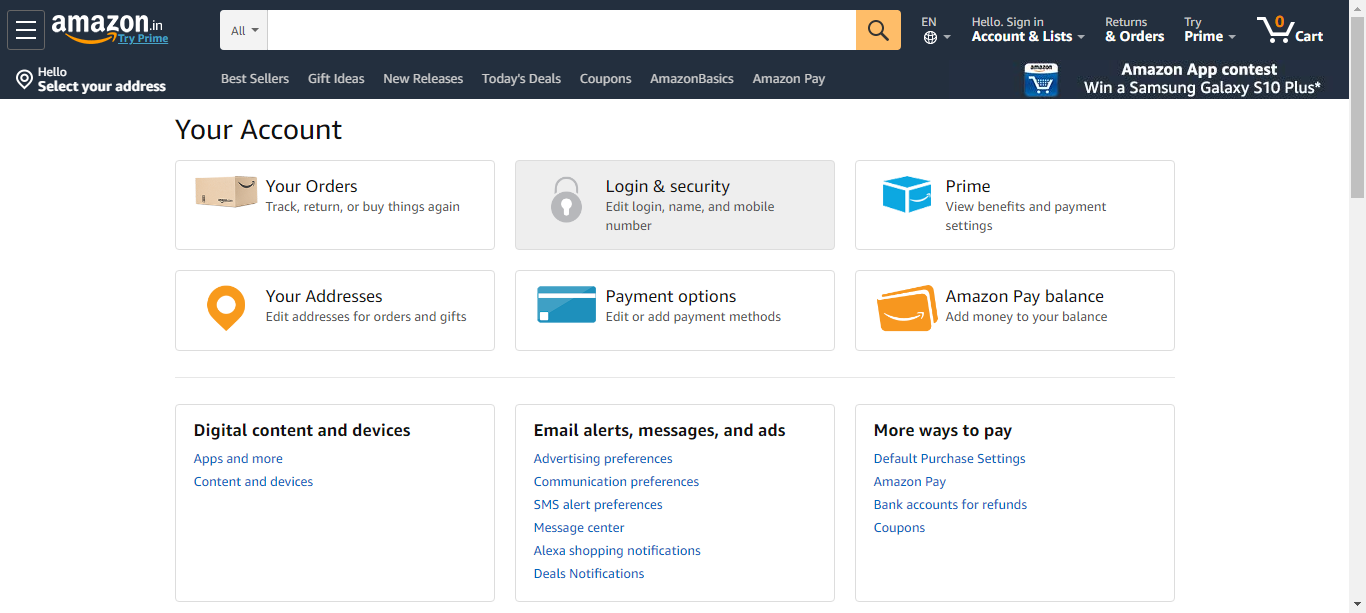 amazon.in
Try Prime
All
EN
Hello. Sign in
Account & Lists
Returns
& Orders
Try
Prime
0
Cart
Hello
Select your address
Best Sellers
Gift Ideas
New Releases
Today's Deals
Coupons
AmazonBasics
Amazon Pay
amazon
Amazon App contest
Win a Samsung Galaxy S10 Plus*
Your Account
Your Orders
Track, return, or buy things again
Login & security
Edit login, name, and mobile
number
Prime
View benefits and payment
settings
Your Addresses
Edit addresses for orders and gifts
Payment options
Edit or add payment methods
Amazon Pay balance
Add money to your balance
Digital content and devices
Apps and more
Content and devices
Email alerts, messages, and ads
Advertising preferences
Communication preferences
SMS alert preferences
Message center
Alexa shopping notifications
Deals Notifications
More ways to pay
Default Purchase Settings
Amazon Pay
Bank accounts for refunds
Coupons